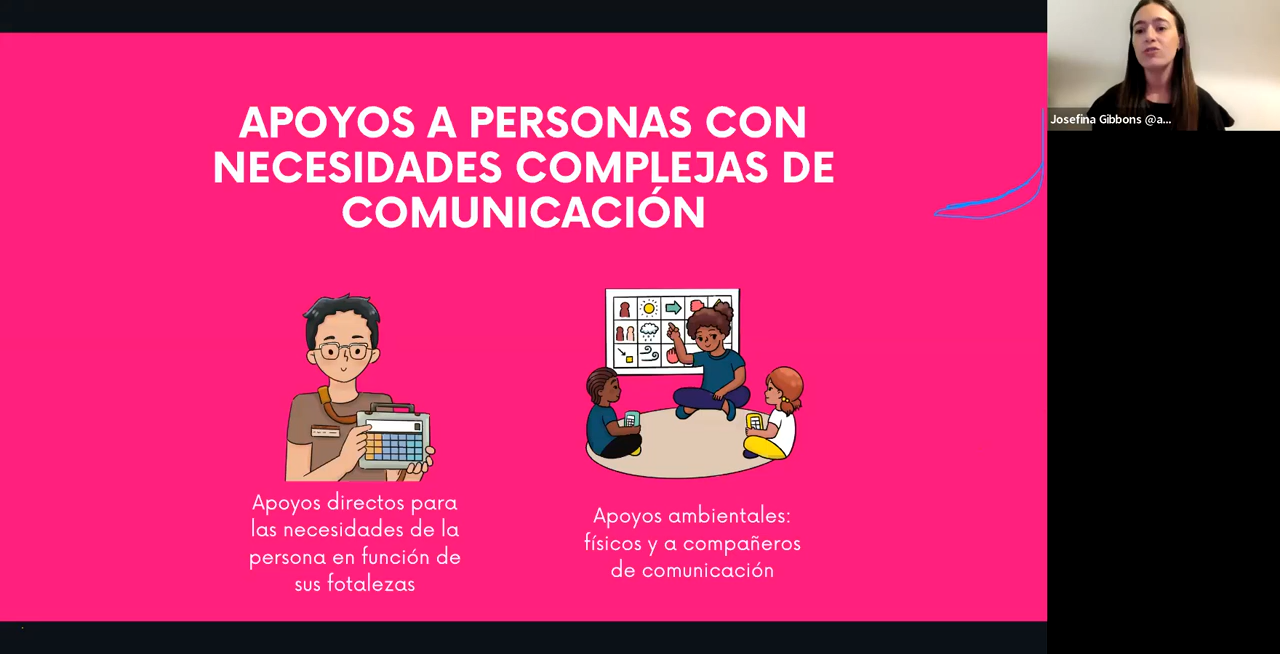 APOYOS A PERSONAS CON
NECESIDADES COMPLEJAS DE
COMUNICACIÓN
Apoyos directos para
las necesidades de la
persona en función de
sus fotalezas
Apoyos ambientales:
físicos y a compañeros
de comunicación
Josefina Gibbons @a...